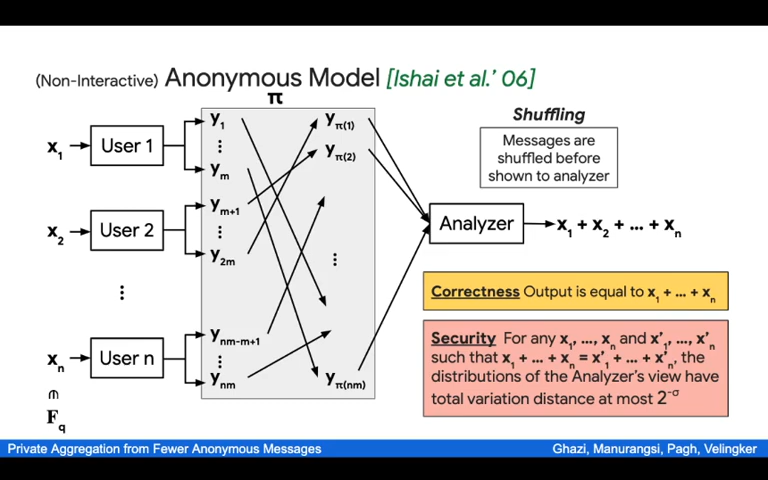 (Non-Interactive) Anonymous Model [Ishai et al.' 06]
π
Shuffling
Messages are
shuffled before
shown to analyzer
x₁
User 1
y₁
⋮
yₘ
x₂
User 2
yₘ₊₁
⋮
y₂ₘ
⋮
xₙ
User n
yₙₘ₋ₘ₊₁
⋮
yₙₘ
∈
F_q
y_π(1)
y_π(2)
⋮
y_π(nm)
Analyzer
x₁ + x₂ + ... + xₙ
Correctness Output is equal to x₁ + ... + xₙ
Security For any x₁, ..., xₙ and x'₁, ..., x'ₙ
such that x₁ + ... + xₙ = x'₁ + ... + x'ₙ, the
distributions of the Analyzer's view have
total variation distance at most 2^-σ
Private Aggregation from Fewer Anonymous Messages
Ghazi, Manurangsi, Pagh, Velingker